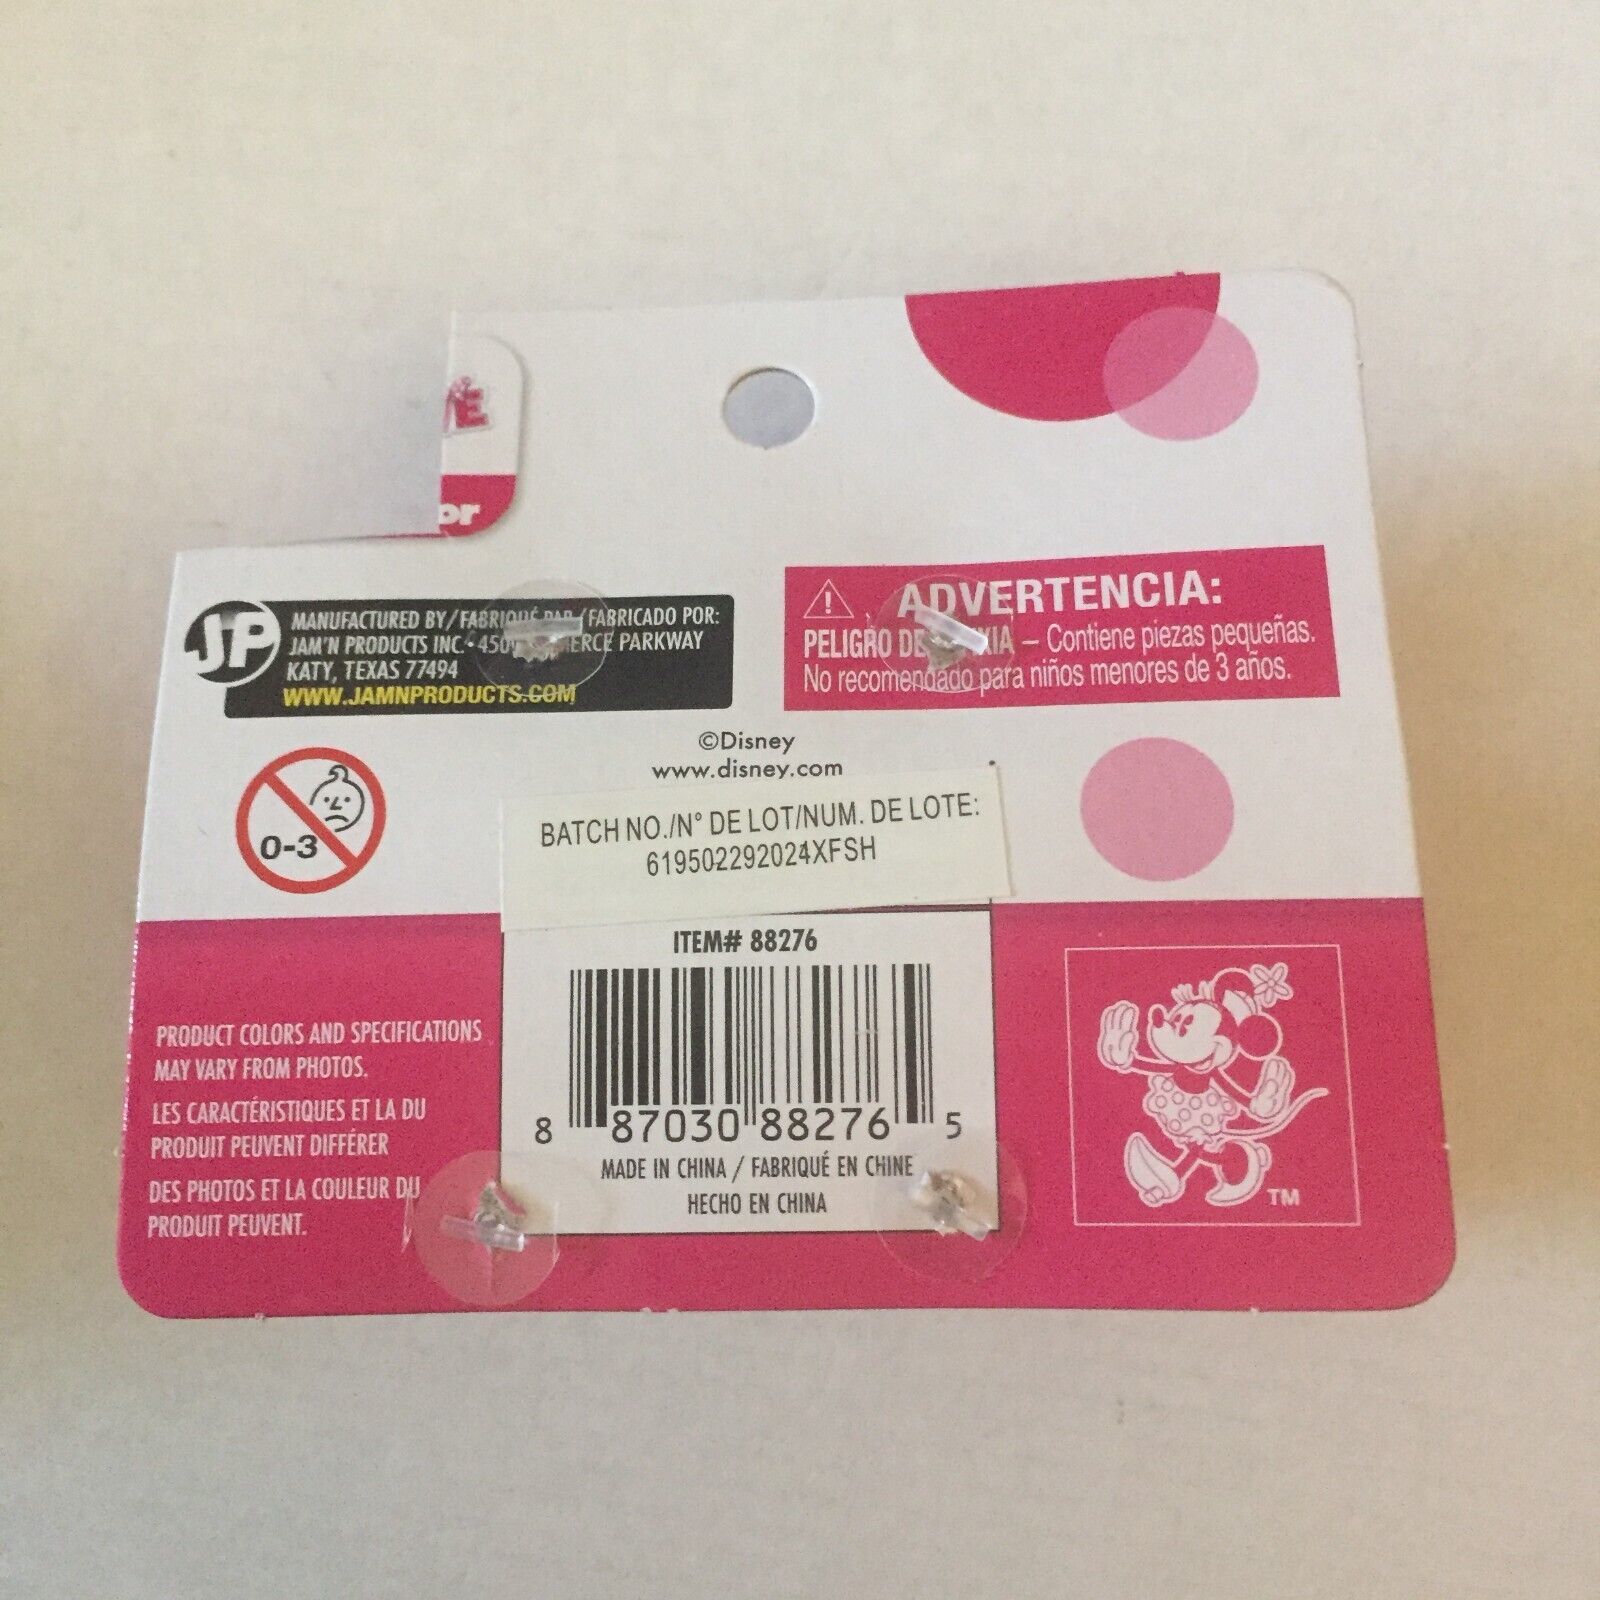 E
or
JP
MANUFACTURED BY/FABRIQUÉ PAR/FABRICADO POR:
JAM'N PRODUCTS INC• PARKWAY
KATY, TEXAS 77494
WWW.JAMNPRODUCTS.COM
ADVERTENCIA:
PELIGRO DE – Contiene piezas pequeñas.
No recomendado para niños menores de 3 años.
©Disney
www.disney.com
0-3
BATCH NO./N° DE LOT/NUM. DE LOTE:
619502292024XFSH
ITEM# 88276
8 87030 88276 5
MADE IN CHINA / FABRIQUÉ EN CHINE
HECHO EN CHINA
PRODUCT COLORS AND SPECIFICATIONS
MAY VARY FROM PHOTOS.
LES CARACTÉRISTIQUES ET LA DU
PRODUIT PEUVENT DIFFÉRER
DES PHOTOS ET LA COULEUR DU
PRODUIT PEUVENT.
TM